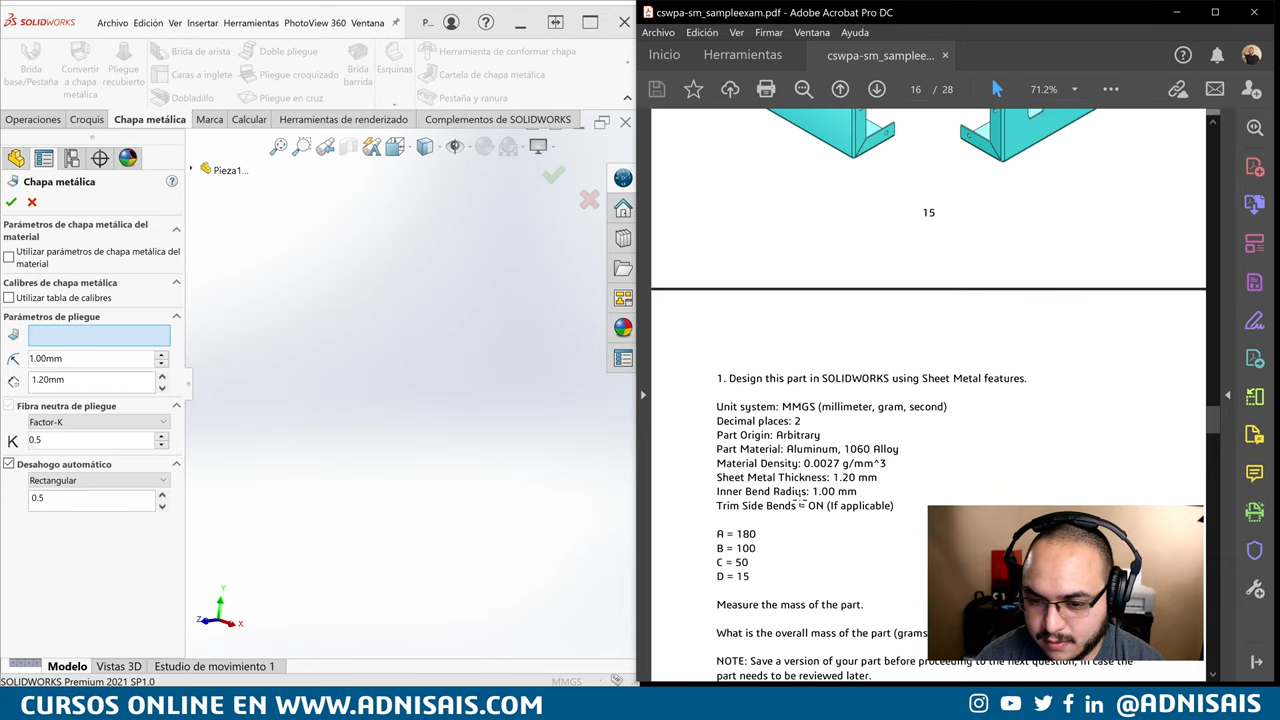 SOLIDWORKS
Archivo Edición Ver Insertar Herramientas PhotoView 360 Ventana
P...
Brida base/Pestaña
Convertir a chapa metálica
Pliegue recubierto
Brida de arista
Caras a inglete
Dobladillo
Doble pliegue
Pliegue croquizado
Pliegue en cruz
Brida barrida
Esquinas
Herramienta de conformar chapa
Cartela de chapa metálica
Pestaña y ranura
Operaciones Croquis Chapa metálica Marca Calcular Herramientas de renderizado Complementos de SOLIDWORKS
Pieza1...
Chapa metálica
Parámetros de chapa metálica del
material
Utilizar parámetros de chapa metálica del
material
Calibres de chapa metálica
Utilizar tabla de calibres
Parámetros de pliegue
1.00mm
1.20mm
Fibra neutra de pliegue
Factor-K
K 0.5
Desahogo automático
Rectangular
0.5
Y
Z
X
Modelo Vistas 3D Estudio de movimiento 1
SOLIDWORKS Premium 2021 SP1.0
MMGS
cswpa-sm_sampleexam.pdf - Adobe Acrobat Pro DC
Archivo Edición Ver Firmar Ventana Ayuda
Inicio Herramientas cswpa-sm_samplee... ×
16 / 28
71.2%
15
1. Design this part in SOLIDWORKS using Sheet Metal features.
Unit system: MMGS (millimeter, gram, second)
Decimal places: 2
Part Origin: Arbitrary
Part Material: Aluminum, 1060 Alloy
Material Density: 0.0027 g/mm^3
Sheet Metal Thickness: 1.20 mm
Inner Bend Radius: 1.00 mm
Trim Side Bends = ON (If applicable)
A = 180
B = 100
C = 50
D = 15
Measure the mass of the part.
What is the overall mass of the part (grams
NOTE: Save a version of your part before proceeding to the next question, in case the
part needs to be reviewed later.
CURSOS ONLINE EN WWW.ADNISAIS.COM
@ADNISAIS